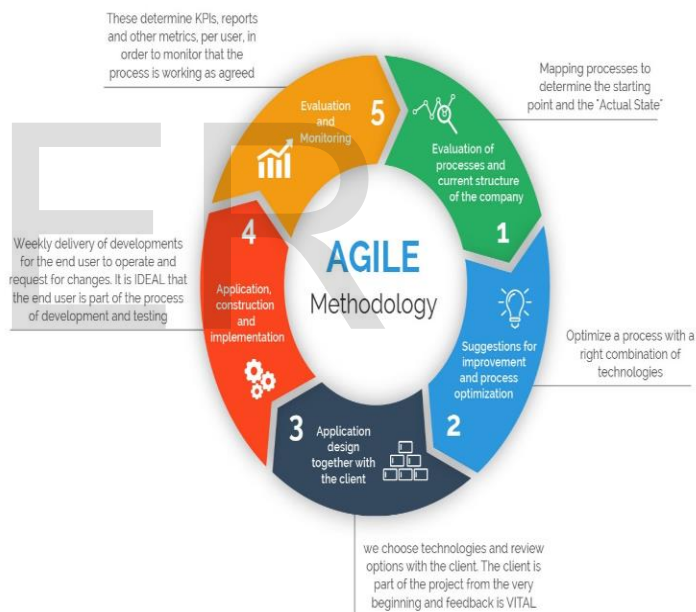 These determine KPIs, reports
and other metrics, per user, in
order to monitor that the
process is working as agreed
Mapping processes to
determine the starting
point and the "Actual State"
5
Evaluation
and
Monitoring
Evaluation of
processes and
current structure
of the company
1
ER
4
Weekly delivery of developments
for the end user to operate and
request for changes. It is IDEAL that
the end user is part of the process
of development and testing
Application,
construction
and
implementation
AGILE
Methodology
Suggestions for
improvement
and process
optimization
2
Optimize a process with a
right combination of
technologies
3
Application
design
together with
the client
we choose technologies and review
options with the client. The client is
part of the project from the very
beginning and feedback is VITAL